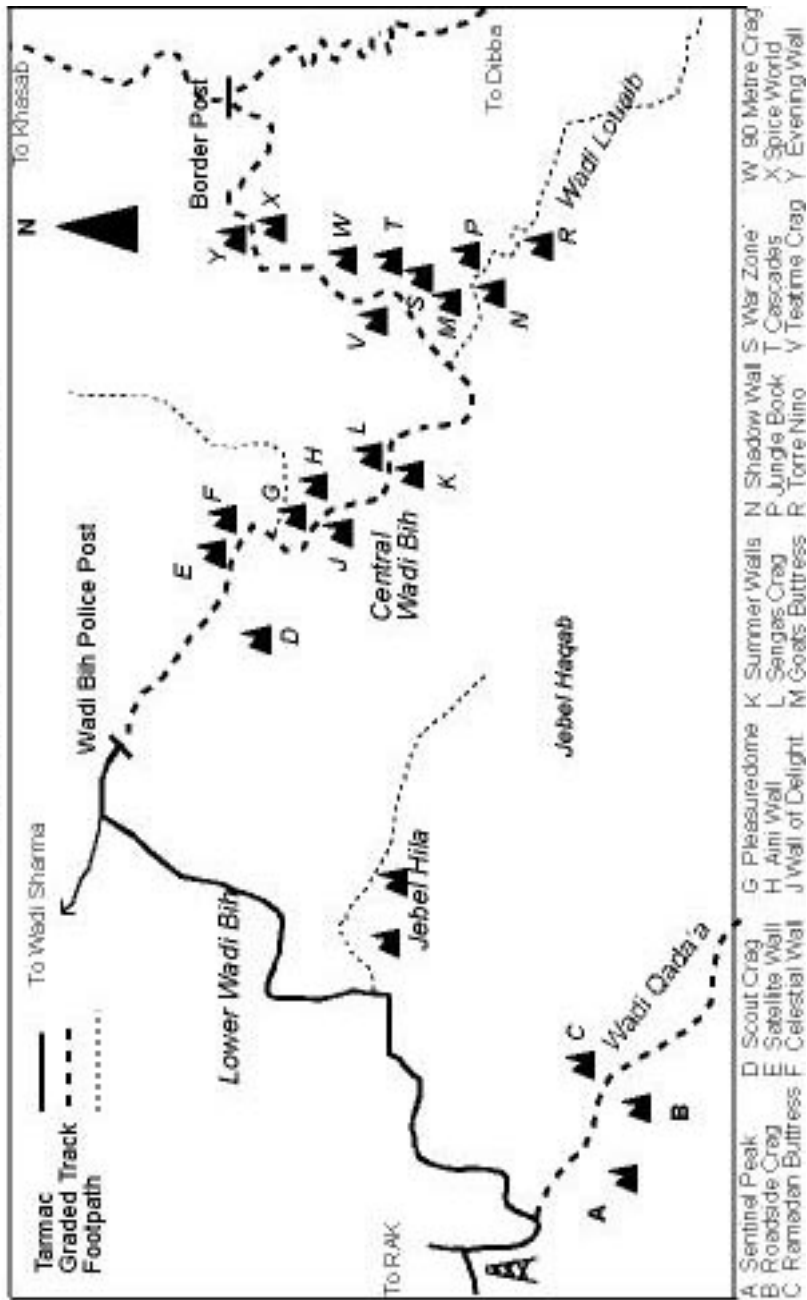 Tarmac
Graded Track
Footpath
To Wadi Sharma
Wadi Bih Police Post
To Khasab
N
Border Post
To Dibba
Lower Wadi Bih
Central
Wadi Bih
Wadi Louaib
Jebel Hila
Jebel Haqab
Wadi Qada'a
To RAK
A
B
C
D
E
F
G
H
J
K
L
M
N
P
R
S
T
V
W
X
Y
A Sentinel Peak
B Roadside Crag
C Ramadan Buttress
D Scout Crag
E Satellite Wall
F Celestial Wall
G Pleasuredome
H Aini Wall
J Wall of Delight
K Summer Walls
L Sengas Crag
M Goats Buttress
N Shadow Wall
P Jungle Book
R Torre Nino
S War Zone
T Cascades
V Teatime Crag
W 90 Metre Crag
X Spice World
Y Evening Wall